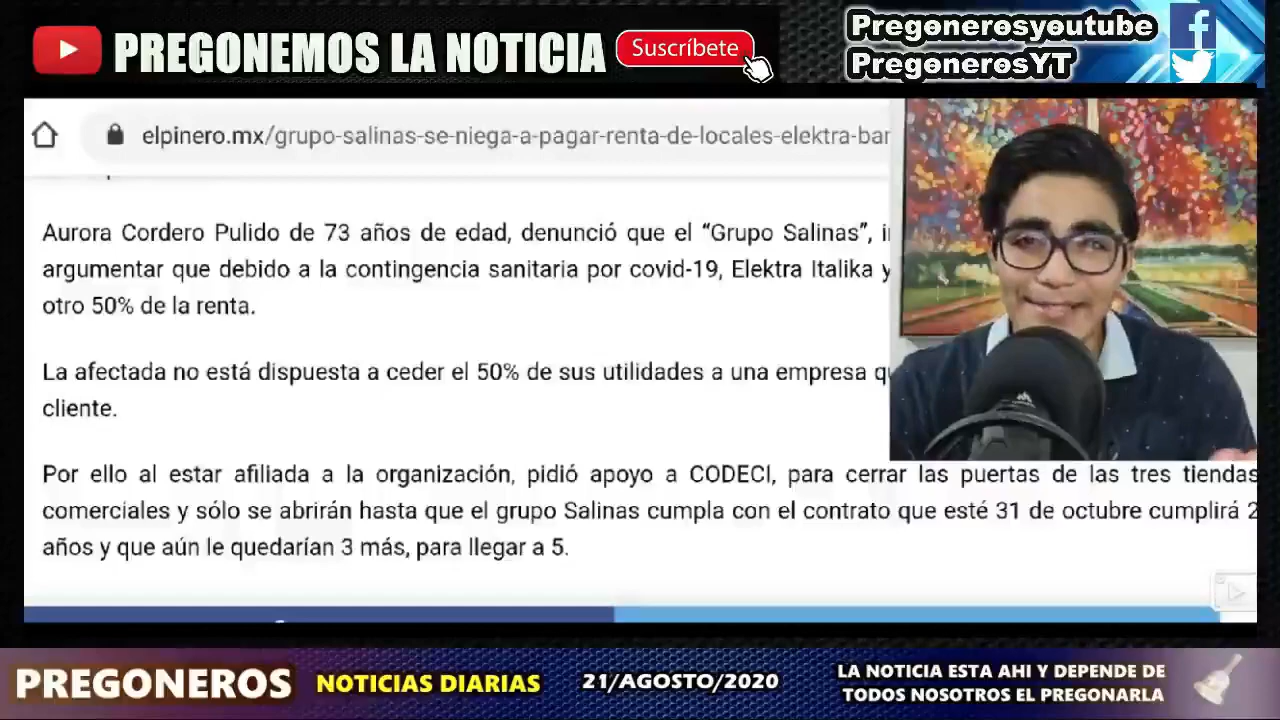 PREGONEMOS LA NOTICIA
Suscríbete
Pregonerosyoutube
PregonerosYT
elpinero.mx/grupo-salinas-se-niega-a-pagar-renta-de-locales-elektra-bar
Aurora Cordero Pulido de 73 años de edad, denunció que el “Grupo Salinas”,
argumentar que debido a la contingencia sanitaria por covid-19, Elektra Italika y
otro 50% de la renta.
La afectada no está dispuesta a ceder el 50% de sus utilidades a una empresa
cliente.
Por ello al estar afiliada a la organización, pidió apoyo a CODECI, para cerrar las puertas de las tres tiendas
comerciales y sólo se abrirán hasta que el grupo Salinas cumpla con el contrato que esté 31 de octubre cumplirá 2
años y que aún le quedarían 3 más, para llegar a 5.
PREGONEROS
NOTICIAS DIARIAS
21/AGOSTO/2020
LA NOTICIA ESTA AHI Y DEPENDE DE
TODOS NOSOTROS EL PREGONARLA